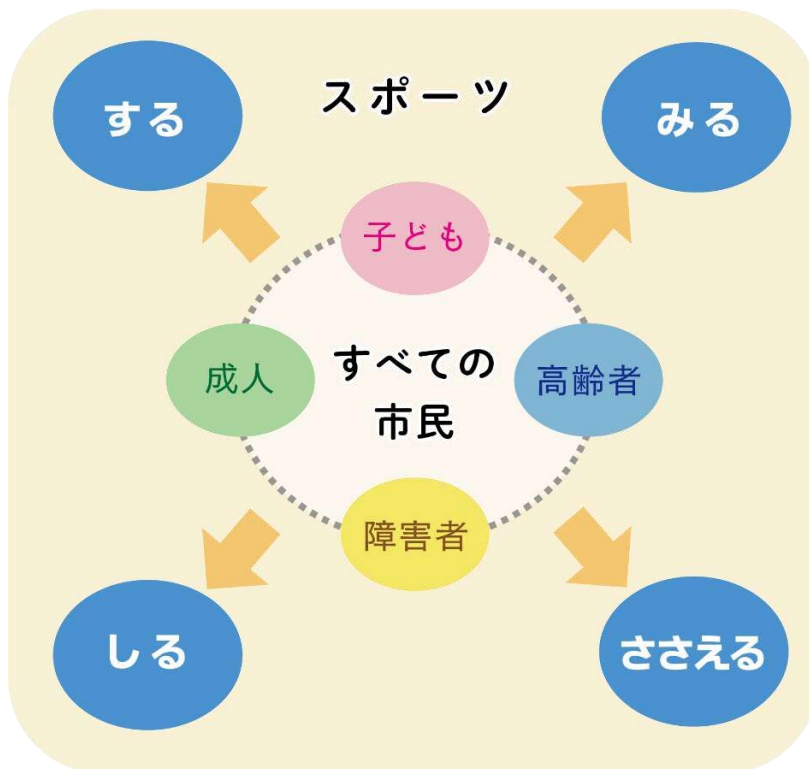 スポーツ
する
みる
子ども
成人
すべての
市民
高齢者
障害者
しる
ささえる